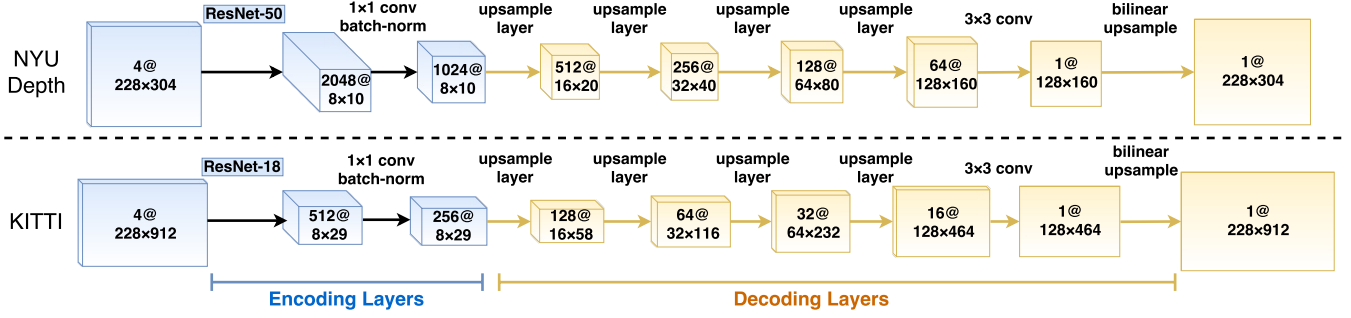 NYU
Depth
4@
228×304
ResNet-50
2048@
8×10
1×1 conv
batch-norm
1024@
8×10
upsample
layer
512@
16×20
upsample
layer
256@
32×40
upsample
layer
128@
64×80
upsample
layer
64@
128×160
3×3 conv
1@
128×160
bilinear
upsample
1@
228×304
KITTI
4@
228×912
ResNet-18
512@
8×29
1×1 conv
batch-norm
256@
8×29
upsample
layer
128@
16×58
upsample
layer
64@
32×116
upsample
layer
32@
64×232
upsample
layer
16@
128×464
3×3 conv
1@
128×464
bilinear
upsample
1@
228×912
Encoding Layers
Decoding Layers